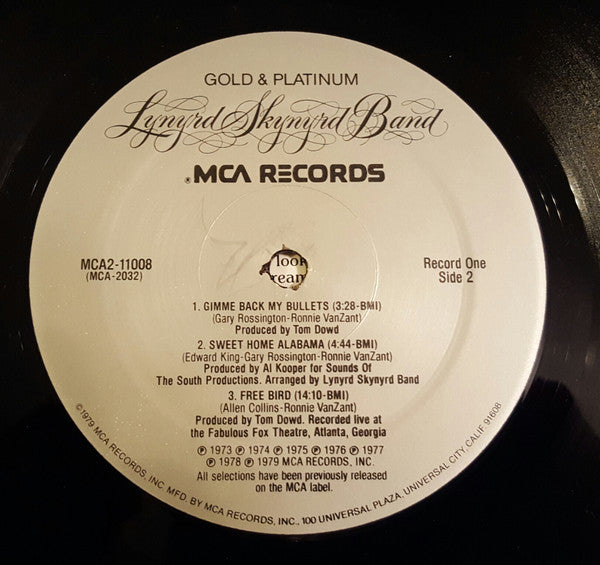 GOLD & PLATINUM
Lynyrd Skynyrd Band
®MCA RECORDS
MCA2-11008
(MCA-2032)
Record One
Side 2
look
ream
1. GIMME BACK MY BULLETS (3:28-BMI)
(Gary Rossington-Ronnie VanZant)
Produced by Tom Dowd
2. SWEET HOME ALABAMA (4:44-BMI)
(Edward King-Gary Rossington-Ronnie VanZant)
Produced by Al Kooper for Sounds Of
The South Productions. Arranged by Lynyrd Skynyrd Band
3. FREE BIRD (14:10-BMI)
(Allen Collins-Ronnie VanZant)
Produced by Tom Dowd. Recorded live at
the Fabulous Fox Theatre, Atlanta, Georgia
℗ 1973 ℗ 1974 ℗ 1975 ℗ 1976 ℗ 1977
℗ 1978 ℗ 1979 MCA RECORDS, INC.
All selections have been previously released
on the MCA label.
©1979 MCA RECORDS, INC. MFD. BY MCA RECORDS, INC., 100 UNIVERSAL PLAZA, UNIVERSAL CITY, CALIF. 91608